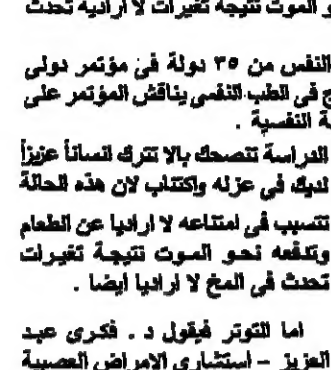 و الموت نتيجة تغيرات لا ارادية تحدث
النفس من ٣٥ دولة فى مؤتمر دولى
ج فى الطب النفسى يناقش المؤتمر على
ة النفسية .
الدراسة تنصحك بالا تترك انسانا عزيزاً
لديك فى عزله واكتئاب لان هذه الحالة
تتسبب فى امتناعه لا اراديا عن الطعام
وتدفعه نحو الموت نتيجة تغيرات
تحدث فى المخ لا اراديا ايضا .
اما التوتر فيقول د . فكرى عبد
العزيز – استشارى الامراض العصبية